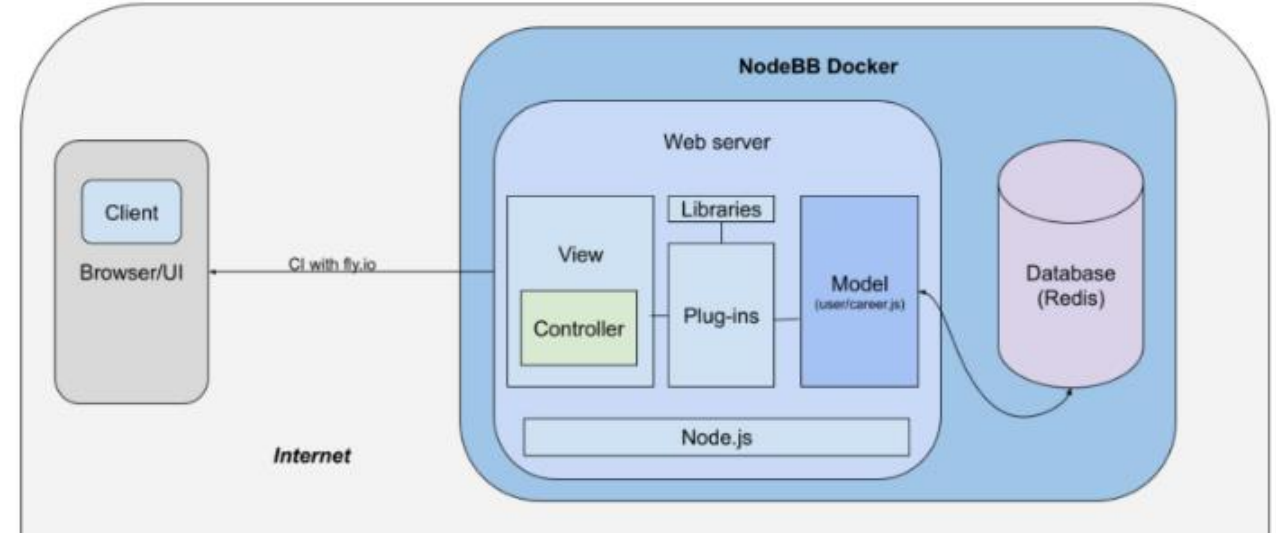 NodeBB Docker
Web server
Client
Browser/UI
CI with fly.io
View
Controller
Libraries
Plug-ins
Model
(user/career.js)
Database
(Redis)
Node.js
Internet